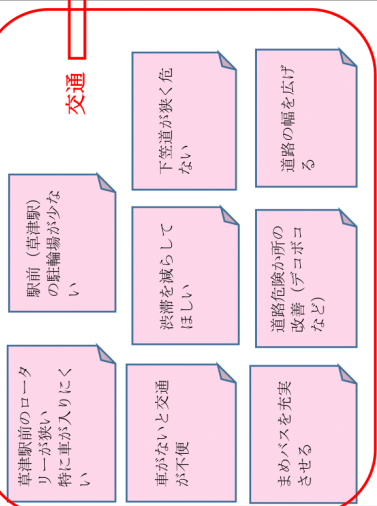 交通
草津駅前のロータ
リーが狭い
特に車が入りにく
い
駅前（草津駅）
の駐輪場が少な
い
車がないと交通
が不便
渋滞を減らして
ほしい
下笠道が狭く危
ない
まめバスを充実
させる
道路危険か所の
改善（デコボコ
など）
道路の幅を広げ
る